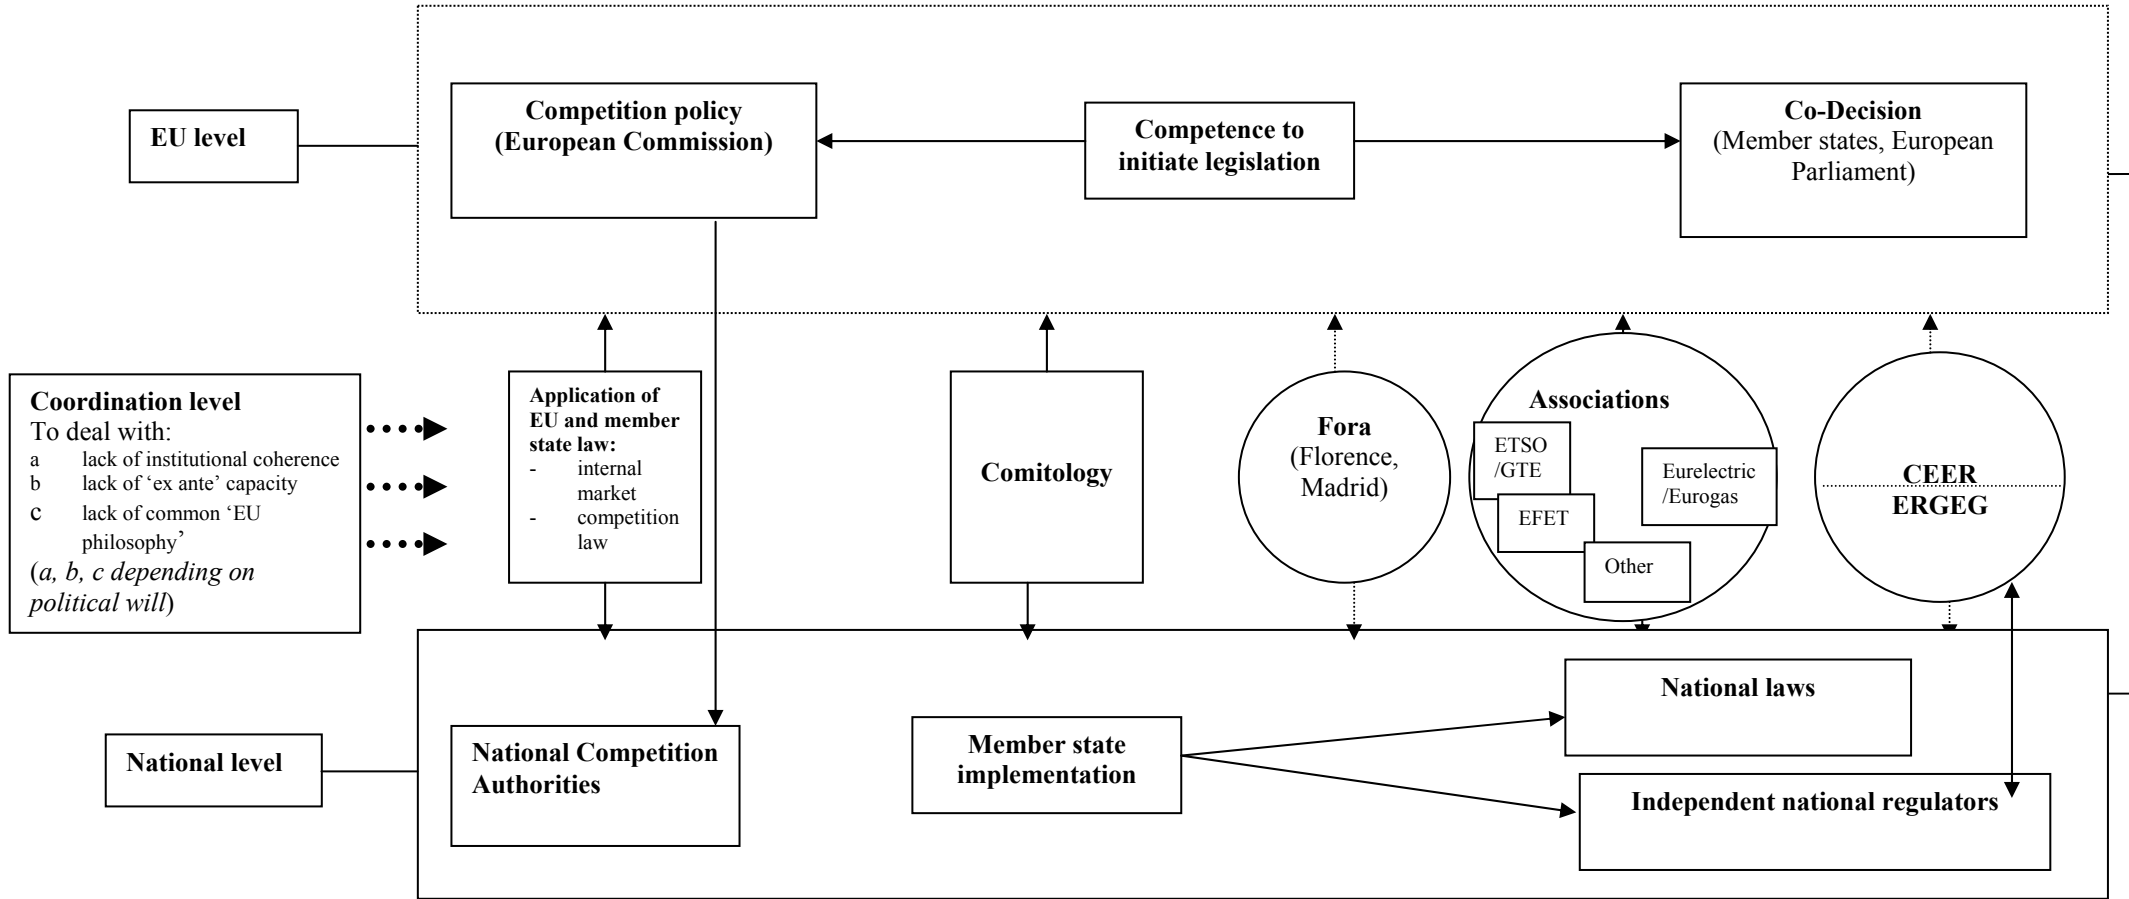 EU level
Competition policy
(European Commission)
Competence to
initiate legislation
Co-Decision
(Member states, European
Parliament)
Coordination level
To deal with:
a lack of institutional coherence
b lack of ‘ex ante’ capacity
c lack of common ‘EU
philosophy’
(a, b, c depending on
political will)
Application of
EU and member
state law:
- internal
market
- competition
law
Comitology
Fora
(Florence,
Madrid)
Associations
ETSO
/GTE
EFET
Eurelectric
/Eurogas
Other
CEER
ERGEG
National level
National Competition
Authorities
Member state
implementation
National laws
Independent national regulators